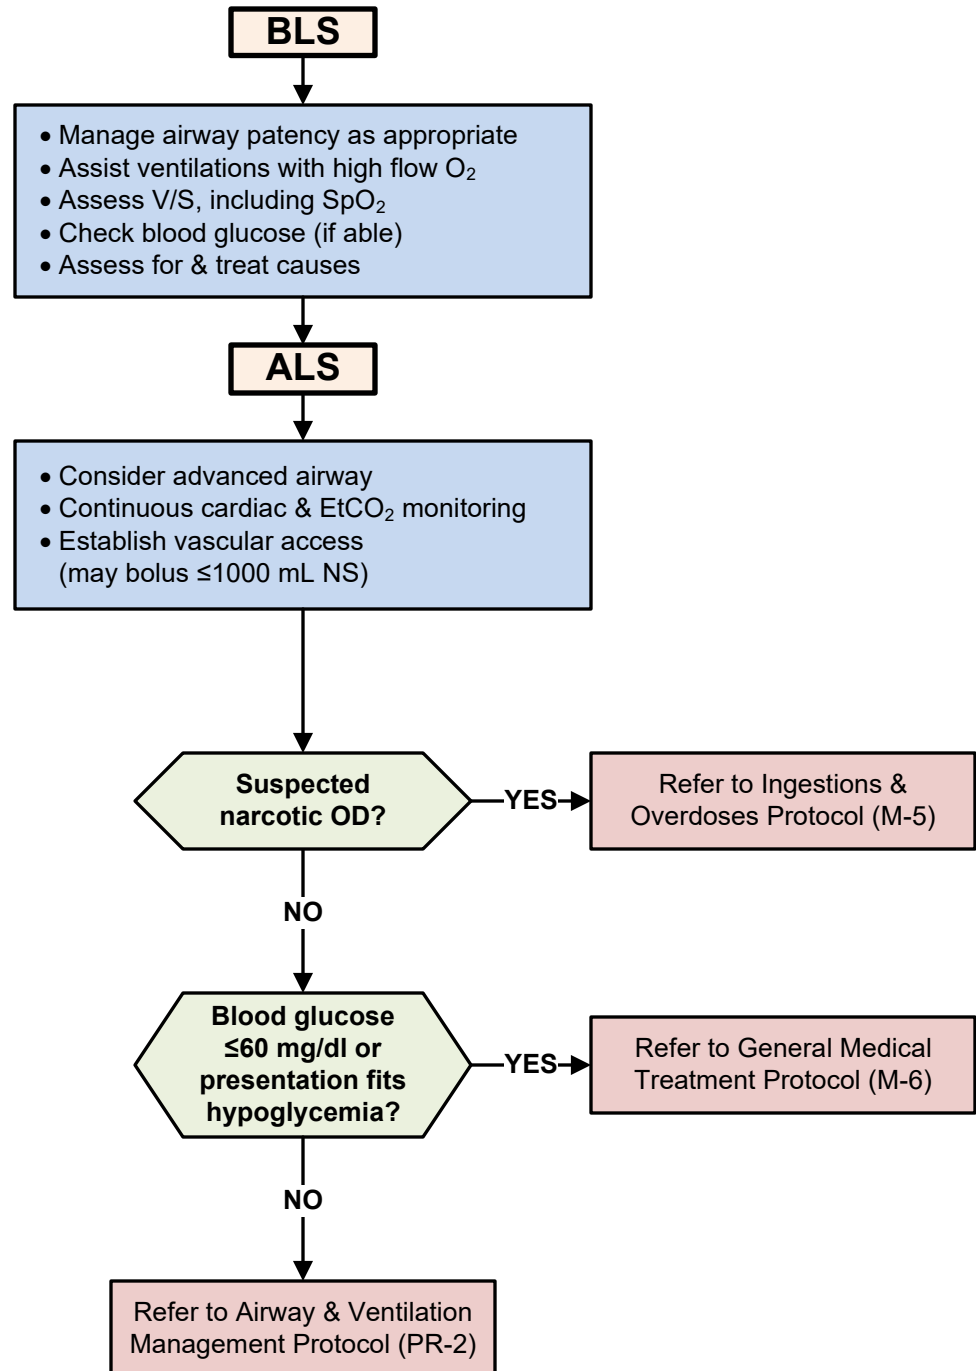 BLS
• Manage airway patency as appropriate
• Assist ventilations with high flow O₂
• Assess V/S, including SpO₂
• Check blood glucose (if able)
• Assess for & treat causes
ALS
• Consider advanced airway
• Continuous cardiac & EtCO₂ monitoring
• Establish vascular access
(may bolus ≤1000 mL NS)
Suspected
narcotic OD?
YES
Refer to Ingestions &
Overdoses Protocol (M-5)
NO
Blood glucose
≤60 mg/dl or
presentation fits
hypoglycemia?
YES
Refer to General Medical
Treatment Protocol (M-6)
NO
Refer to Airway & Ventilation
Management Protocol (PR-2)